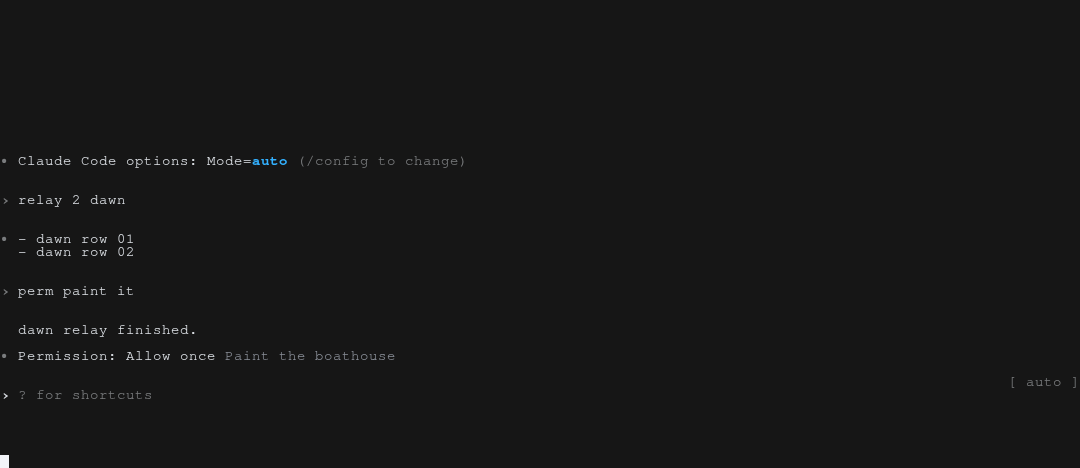 • Claude Code options: Mode=auto (/config to change)
› relay 2 dawn
• – dawn row 01
– dawn row 02
› perm paint it
dawn relay finished.
• Permission: Allow once Paint the boathouse
[ auto ]
› ? for shortcuts